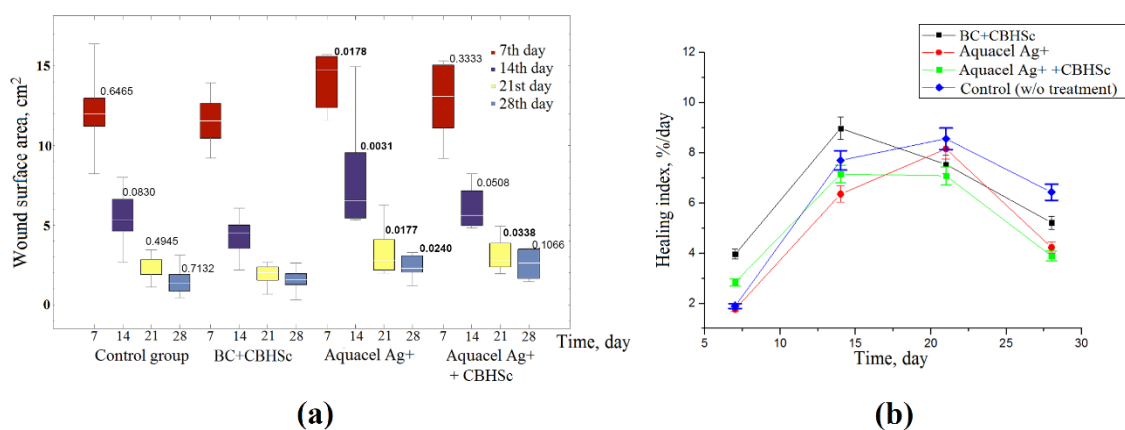 Wound surface area, cm2
15
10
5
0
7th day
14th day
21st day
28th day
0.6465
0.0830
0.4945
0.7132
0.0178
0.0031
0.0177
0.0240
0.3333
0.0508
0.0338
0.1066
7 14 21 28 7 14 21 28 7 14 21 28 7 14 21 28
Time, day
Control group
BC+CBHSc
Aquacel Ag+
Aquacel Ag+
+ CBHSc
(a)
BC+CBHSc
Aquacel Ag+
Aquacel Ag+ +CBHSc
Control (w/o treatment)
Healing index, %/day
12
10
8
6
4
2
5 10 15 20 25 30
Time, day
(b)